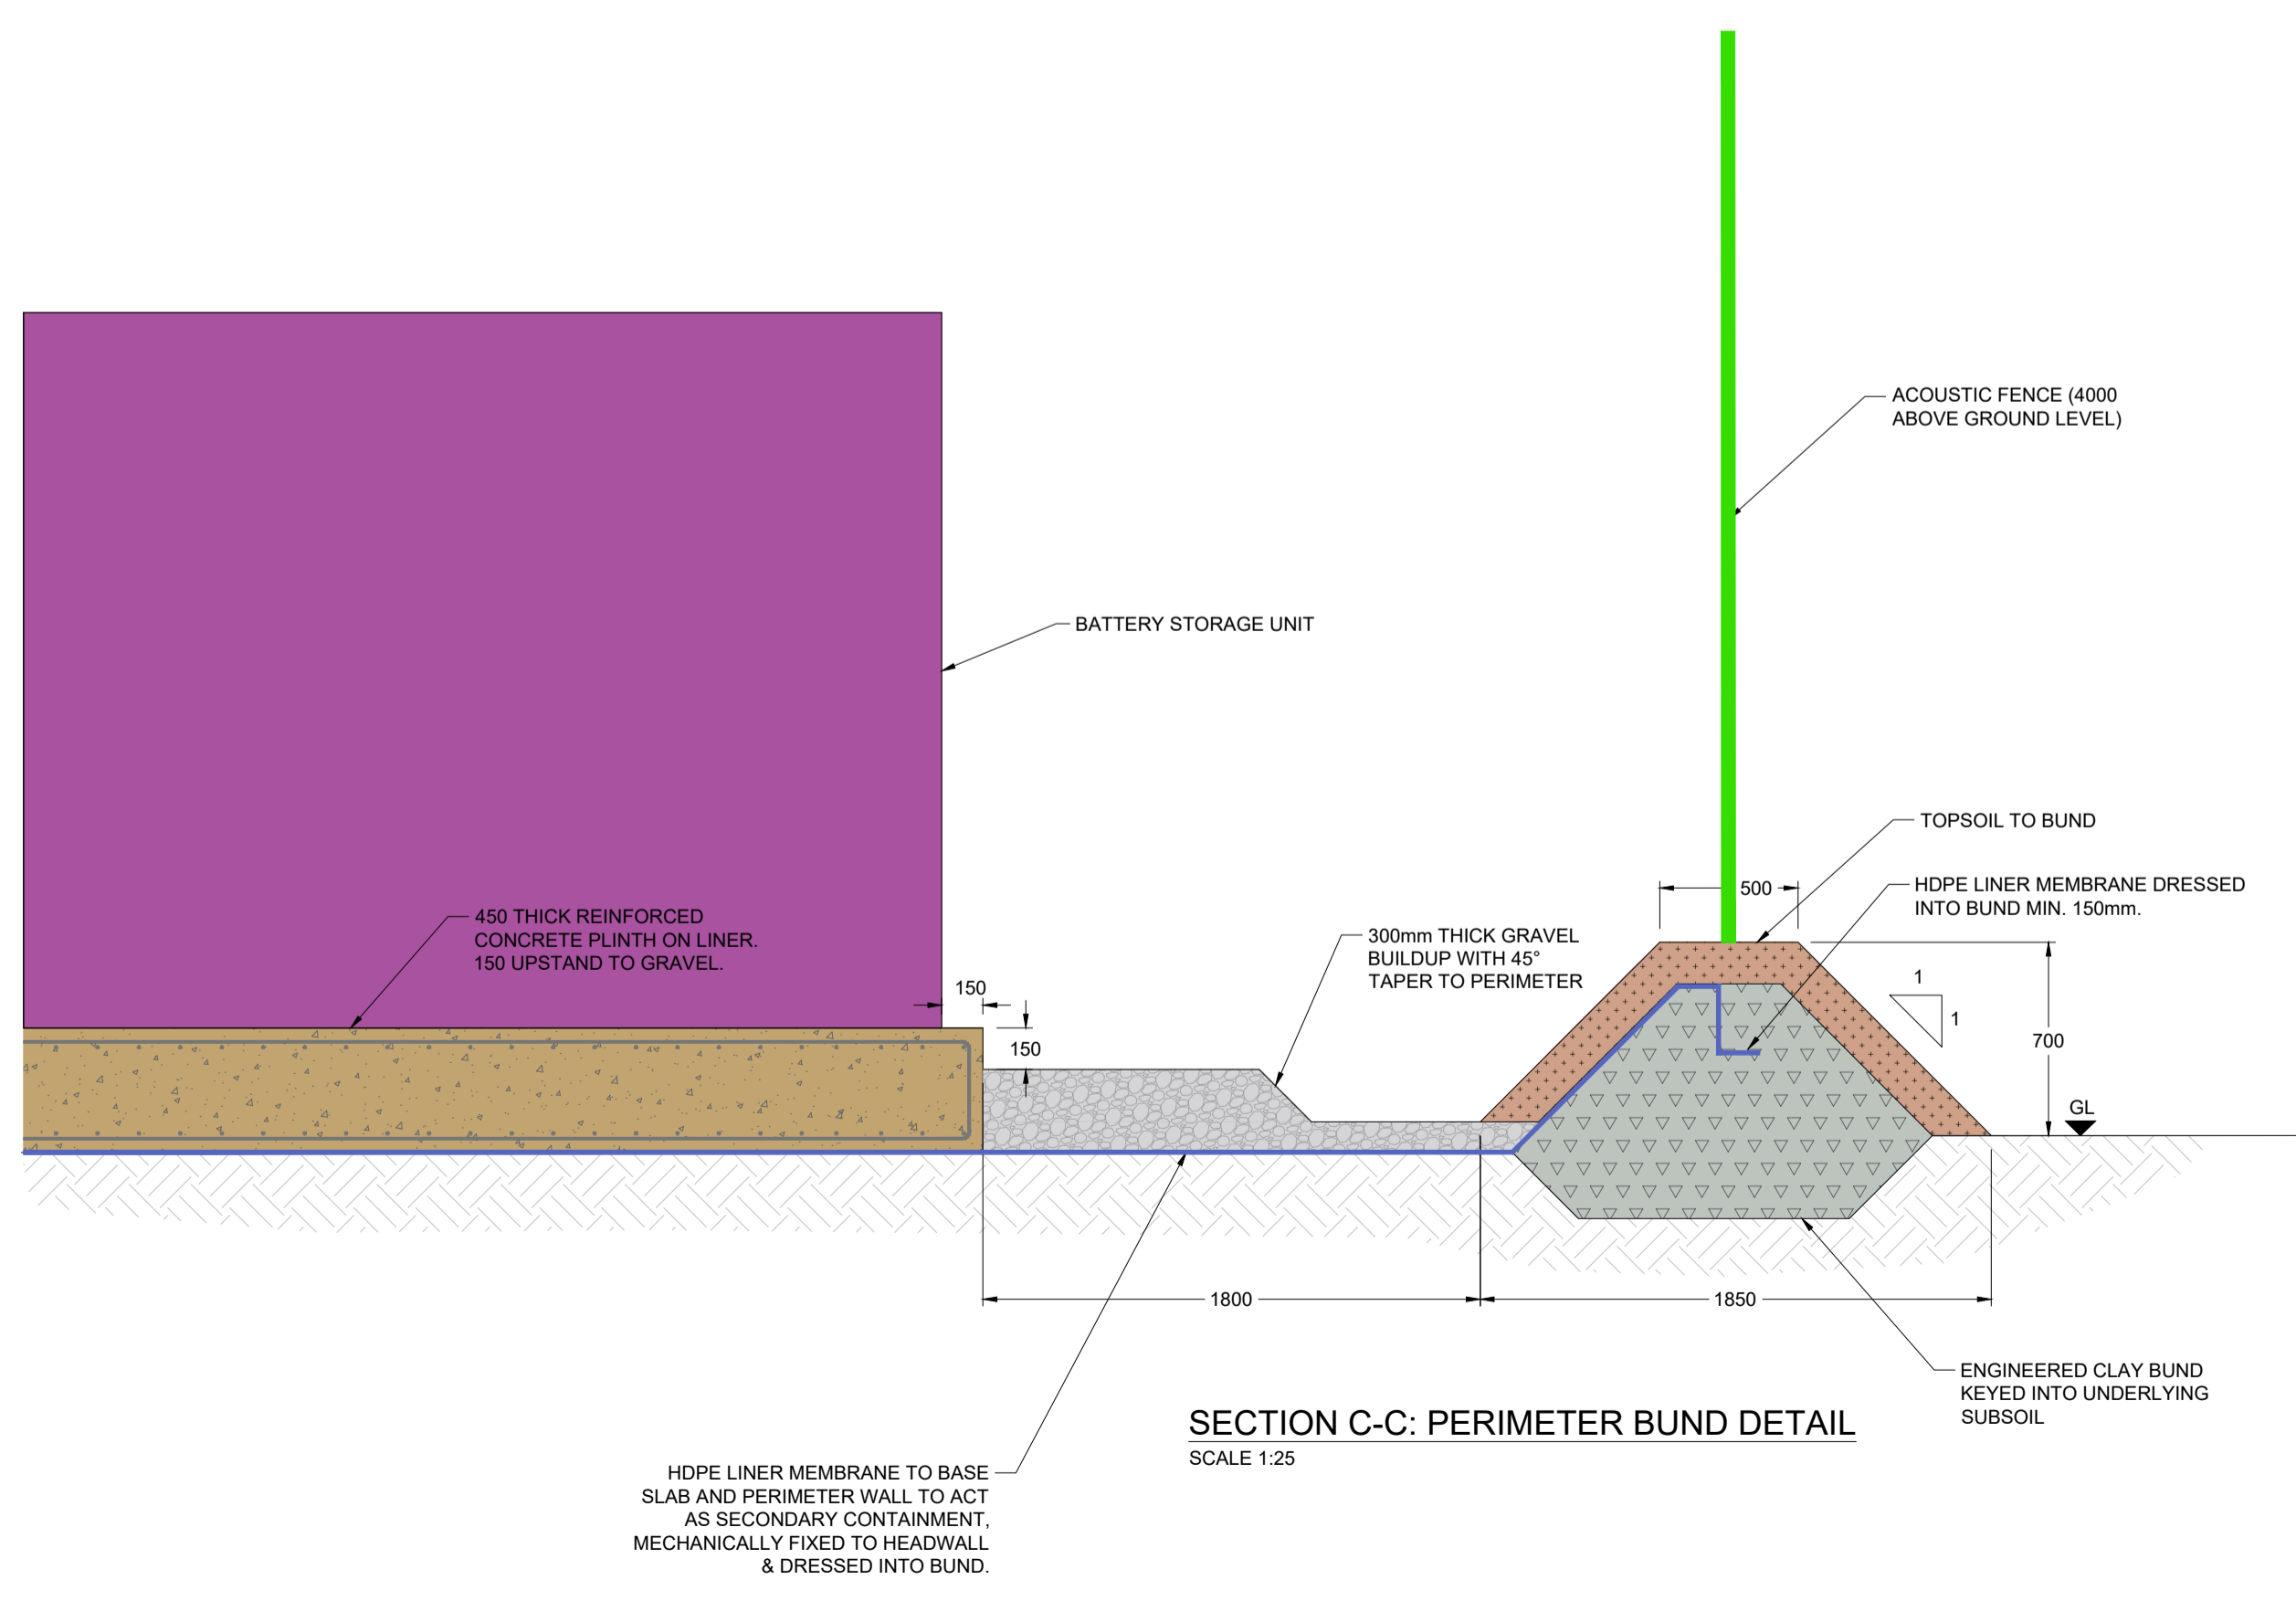 ACOUSTIC FENCE (4000
ABOVE GROUND LEVEL)
BATTERY STORAGE UNIT
TOPSOIL TO BUND
500
HDPE LINER MEMBRANE DRESSED
INTO BUND MIN. 150mm.
450 THICK REINFORCED
CONCRETE PLINTH ON LINER.
150 UPSTAND TO GRAVEL.
300mm THICK GRAVEL
BUILDUP WITH 45°
TAPER TO PERIMETER
150
150
1
1
700
GL
1800
1850
ENGINEERED CLAY BUND
KEYED INTO UNDERLYING
SUBSOIL
SECTION C-C: PERIMETER BUND DETAIL
SCALE 1:25
HDPE LINER MEMBRANE TO BASE
SLAB AND PERIMETER WALL TO ACT
AS SECONDARY CONTAINMENT,
MECHANICALLY FIXED TO HEADWALL
& DRESSED INTO BUND.